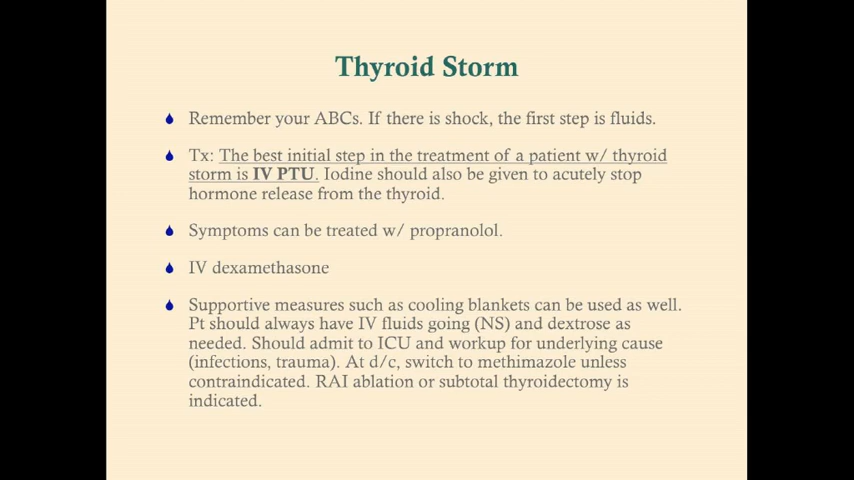 Thyroid Storm
Remember your ABCs. If there is shock, the first step is fluids.
Tx: The best initial step in the treatment of a patient w/ thyroid
storm is IV PTU. Iodine should also be given to acutely stop
hormone release from the thyroid.
Symptoms can be treated w/ propranolol.
IV dexamethasone
Supportive measures such as cooling blankets can be used as well.
Pt should always have IV fluids going (NS) and dextrose as
needed. Should admit to ICU and workup for underlying cause
(infections, trauma). At d/c, switch to methimazole unless
contraindicated. RAI ablation or subtotal thyroidectomy is
indicated.